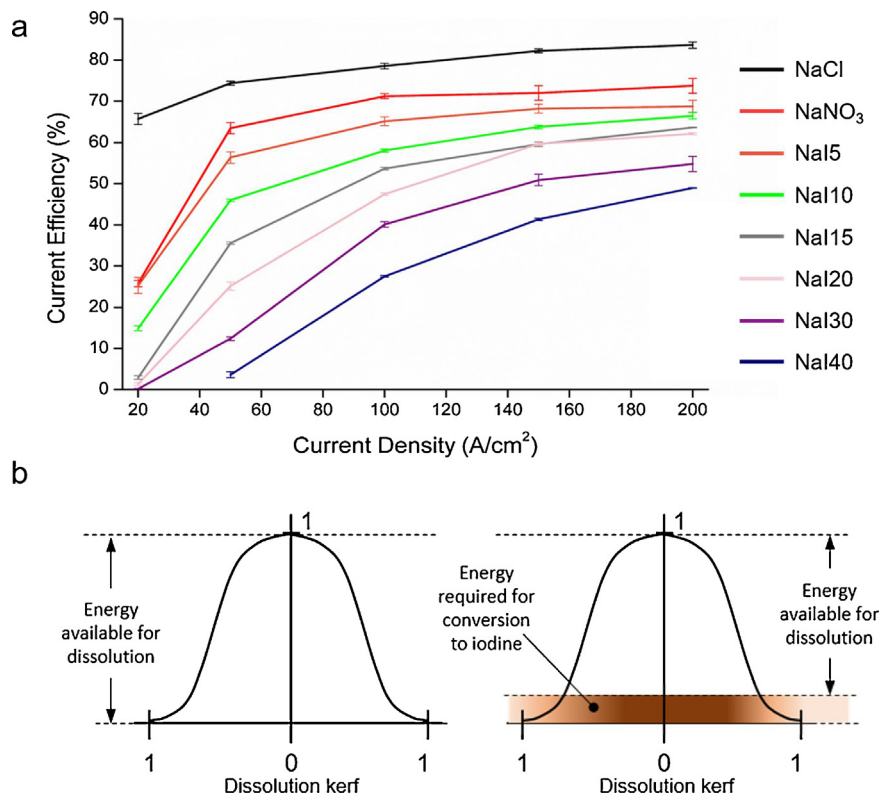 a
90
80
70
60
50
40
30
20
10
0
Current Efficiency (%)
20 40 60 80 100 120 140 160 180 200
Current Density (A/cm²)
NaCl
NaNO₃
NaI5
NaI10
NaI15
NaI20
NaI30
NaI40
b
1
Energy
available for
dissolution
1 0 1
Dissolution kerf
1
Energy
required for
conversion
to iodine
Energy
available for
dissolution
1 0 1
Dissolution kerf